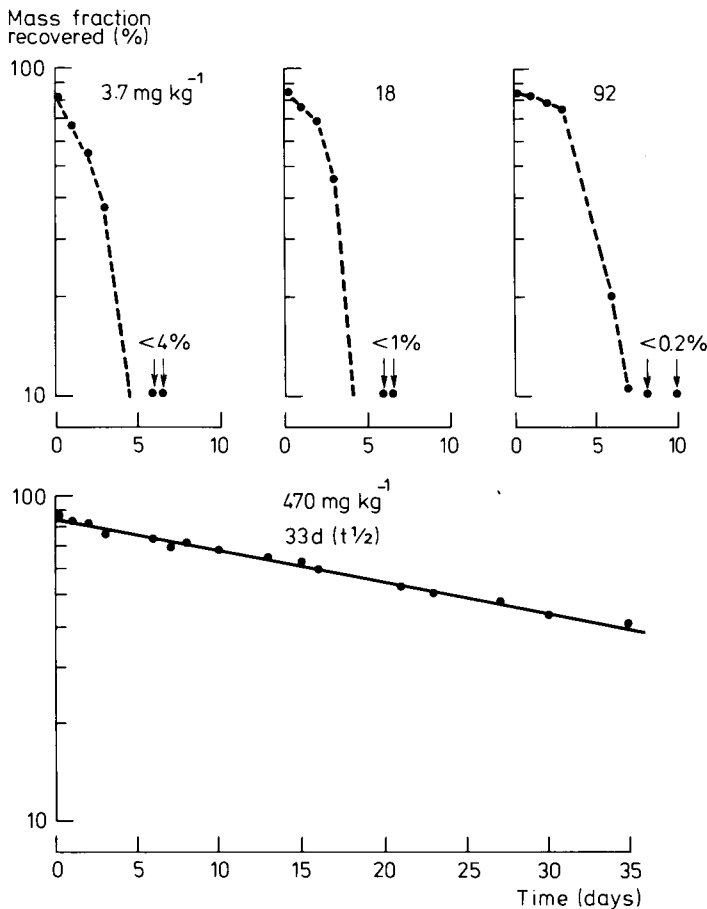 Mass fraction
recovered (%)
100
10
3.7 mg kg⁻¹
<4%
0 5 10
18
<1%
0 5 10
92
<0.2%
0 5 10
100
10
470 mg kg⁻¹
33d (t½)
0 5 10 15 20 25 30 35
Time (days)